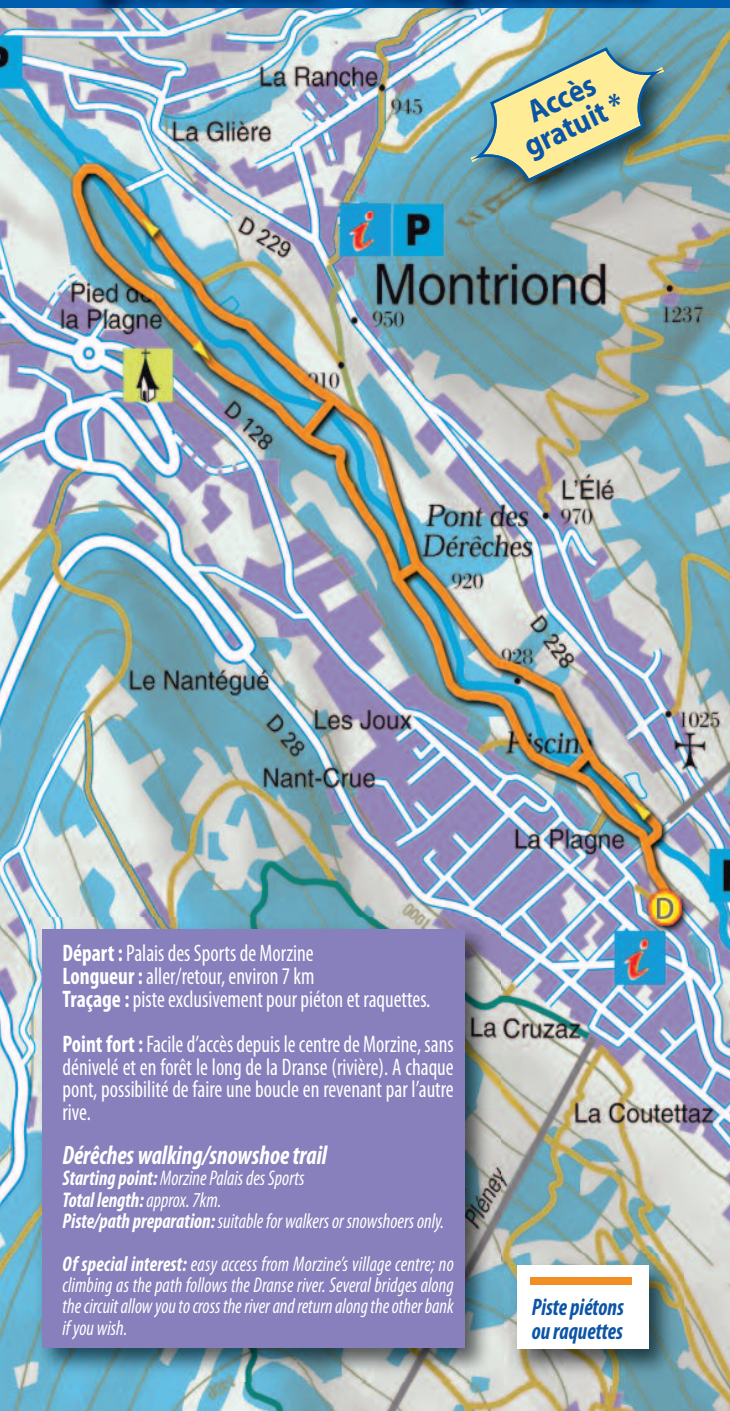 P
La Ranche
945
Accès
gratuit *
La Glière
D 229
i P
Montriond
Pied de
la Plagne
950
1237
910
D 128
L'Élé
970
Pont des
Dérêches
920
D 228
928
Le Nantégué
Les Joux
1025
D 28
Piscine
Nant-Crue
La Plagne
D
1000
i
Départ : Palais des Sports de Morzine
Longueur : aller/retour, environ 7 km
Traçage : piste exclusivement pour piéton et raquettes.
Point fort : Facile d'accès depuis le centre de Morzine, sans
dénivelé et en forêt le long de la Dranse (rivière). A chaque
pont, possibilité de faire une boucle en revenant par l'autre
rive.
Dérêches walking/snowshoe trail
Starting point: Morzine Palais des Sports
Total length: approx. 7km.
Piste/path preparation: suitable for walkers or snowshoers only.
Of special interest: easy access from Morzine's village centre; no
climbing as the path follows the Dranse river. Several bridges along
the circuit allow you to cross the river and return along the other bank
if you wish.
La Cruzaz
La Coutettaz
Pléney
Piste piétons
ou raquettes